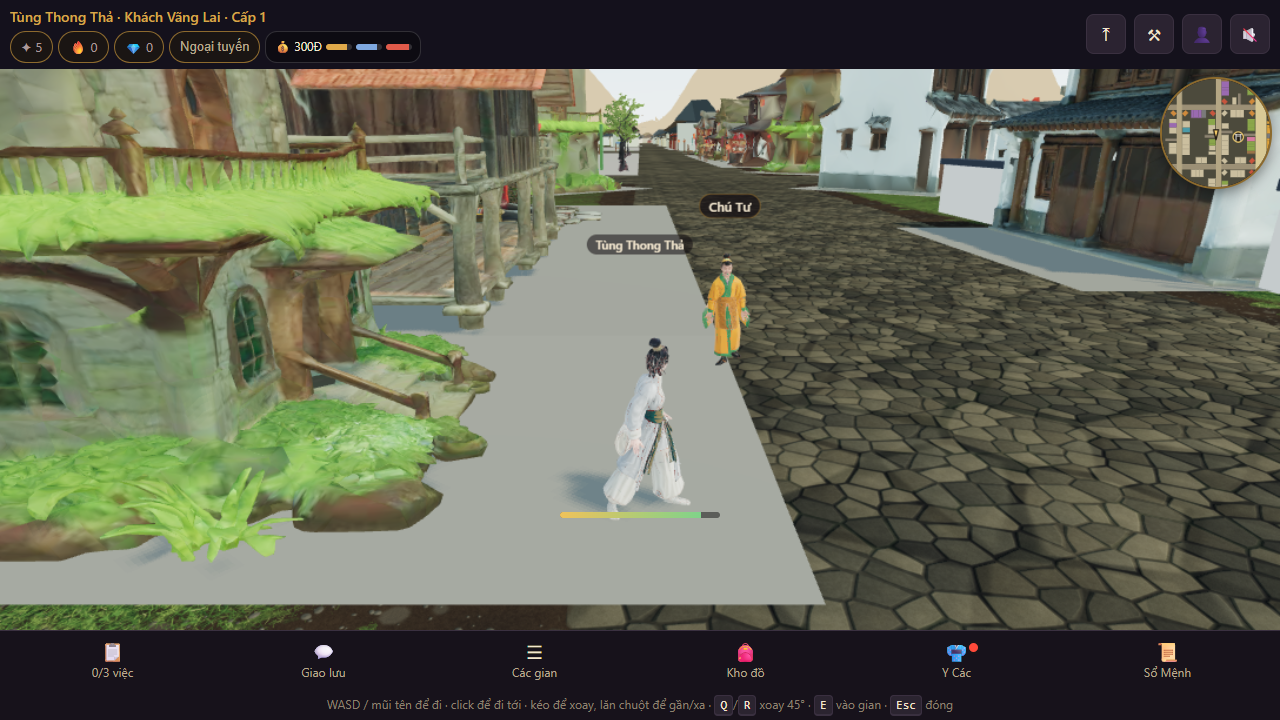 Tùng Thong Thả · Khách Vãng Lai · Cấp 1
5
0
0
Ngoại tuyến
300Đ
Chú Tư
Tùng Thong Thả
0/3 việc
Giao lưu
Các gian
Kho đồ
Y Các
Sổ Mệnh
WASD / mũi tên để đi · click để đi tới · kéo để xoay, lăn chuột để gần/xa · Q / R xoay 45° · E vào gian · Esc đóng